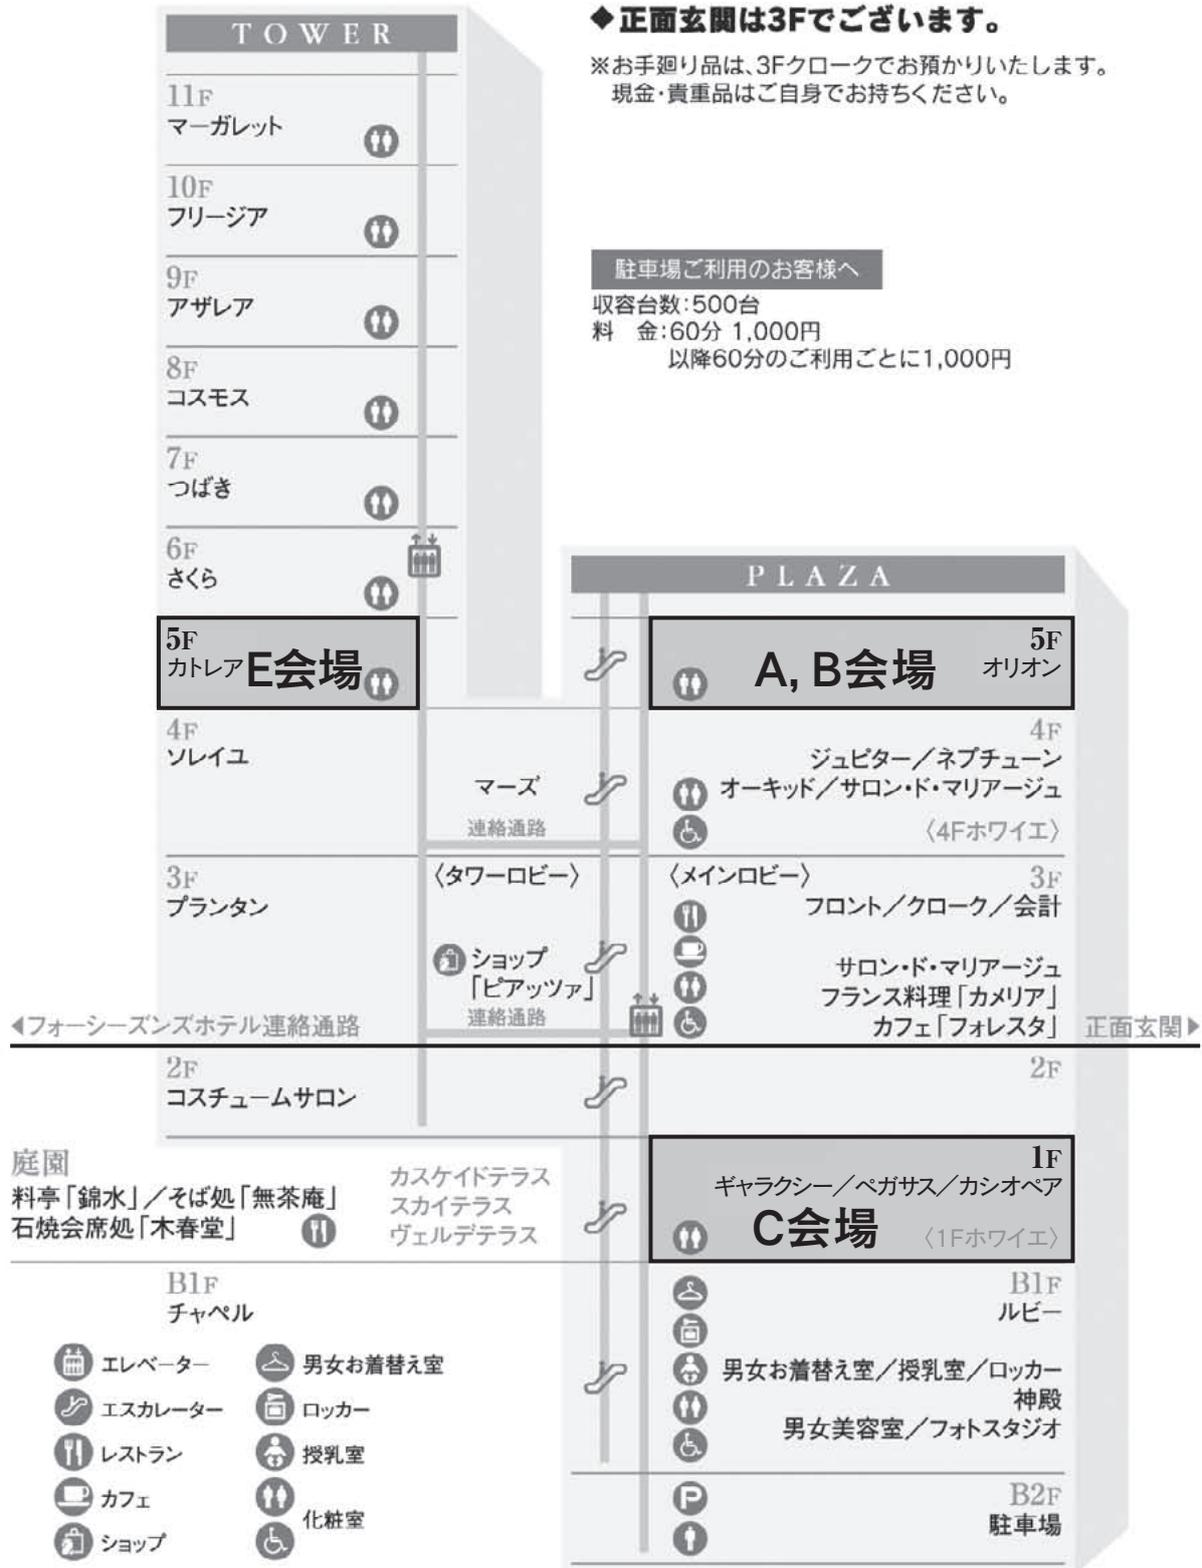 TOWER
11F
マーガレット
10F
フリージア
9F
アザレア
8F
コスモス
7F
つばき
6F
さくら
5F
カトレア E会場
4F
ソレイユ
3F
プランタン
◀フォーシーズンズホテル連絡通路
2F
コスチュームサロン
◆正面玄関は3Fでございます。
※お手廻り品は、3Fクロークでお預かりいたします。
現金・貴重品はご自身でお持ちください。
駐車場ご利用のお客様へ
収容台数:500台
料 金:60分 1,000円
以降60分のご利用ごとに1,000円
マーズ
連絡通路
〈タワーロビー〉
ショップ
「ピアッツァ」
連絡通路
PLAZA
5F
A, B会場 オリオン
4F
ジュピター/ネプチューン
オーキッド/サロン・ド・マリアージュ
〈4Fホワイエ〉
〈メインロビー〉 3F
フロント/クローク/会計
サロン・ド・マリアージュ
フランス料理「カメリア」
カフェ「フォレスタ」
正面玄関▶
2F
1F
ギャラクシー/ペガサス/カシオペア
C会場 〈1Fホワイエ〉
庭園
料亭「錦水」/そば処「無茶庵」
石焼会席処「木春堂」
カスケイドテラス
スカイテラス
ヴェルデテラス
B1F
チャペル
B1F
ルビー
男女お着替え室/授乳室/ロッカー
神殿
男女美容室/フォトスタジオ
P
B2F
駐車場
エレベーター
エスカレーター
レストラン
カフェ
ショップ
男女お着替え室
ロッカー
授乳室
化粧室